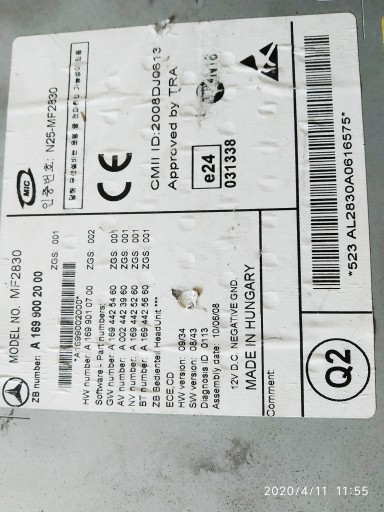 MODEL NO. MF2830
ZB number: A 169 900 20 00
ZGS: 001
*A1699002000*
HW number: A 169 901 07 00 ZGS: 002
Software - Partnumbers:
GW number: A 169 442 54 60 ZGS: 001
AV number: A 002 442 39 60 ZGS: 001
NV number: A 169 442 52 60 ZGS: 001
BT number: A 169 442 56 60 ZGS: 001
ZB Bedienteil HeadUnit ***
ECE,CD
HW version: 09/34
SW version: 08/43
Diagnosis ID 0113
Assembly date: 10/06/08
12V D.C. NEGATIVE GND.
MADE IN HUNGARY
Comment:
Q2
MIC
인증번호: N25-MF2830
CE
CMII ID:2008DJ0613
Approved by TRA
e24
031338
*523 AL2830A0616575*
2020/4/11 11:55